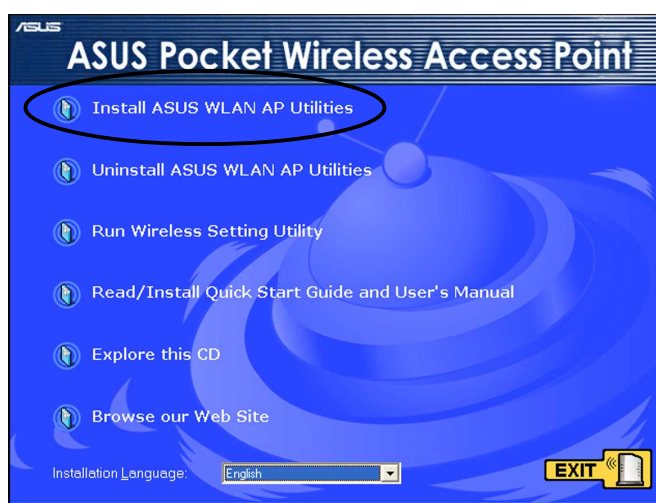 ASUS
ASUS Pocket Wireless Access Point
Install ASUS WLAN AP Utilities
Uninstall ASUS WLAN AP Utilities
Run Wireless Setting Utility
Read/Install Quick Start Guide and User's Manual
Explore this CD
Browse our Web Site
Installation Language: English
EXIT